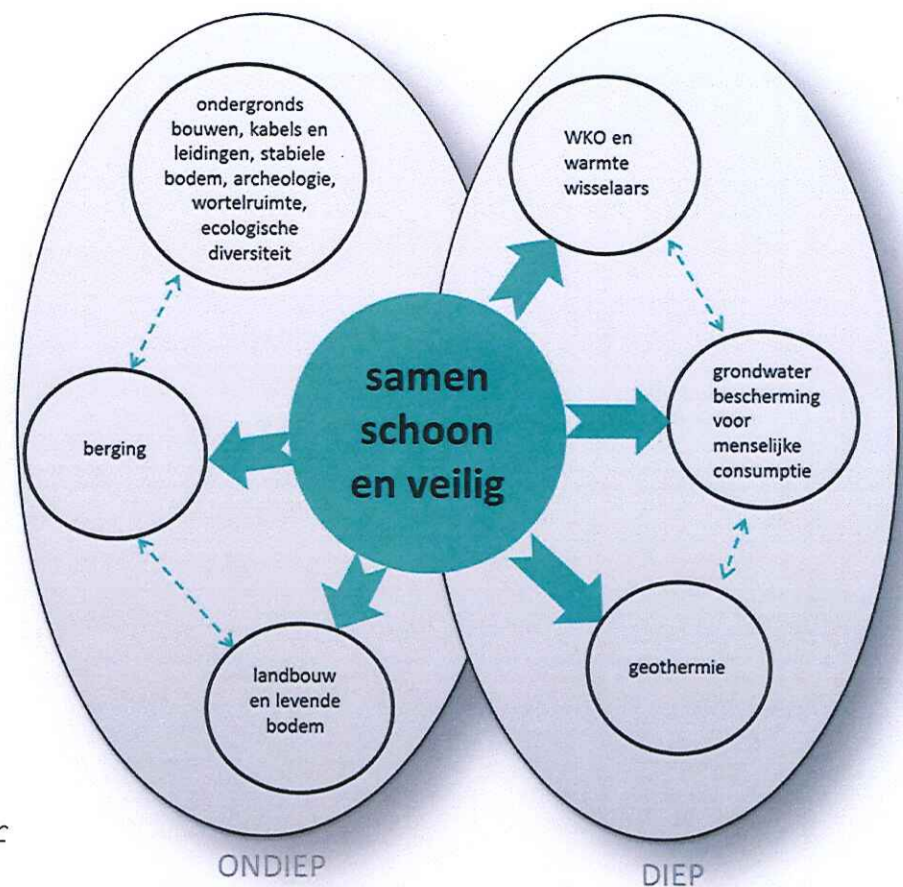 ondergronds
bouwen, kabels en
leidingen, stabiele
bodem, archeologie,
wortelruimte,
ecologische
diversiteit
WKO en
warmte
wisselaars
samen
schoon
en veilig
berging
grondwater
bescherming
voor
menselijke
consumptie
landbouw
en levende
bodem
geothermie
ONDIEP
DIEP